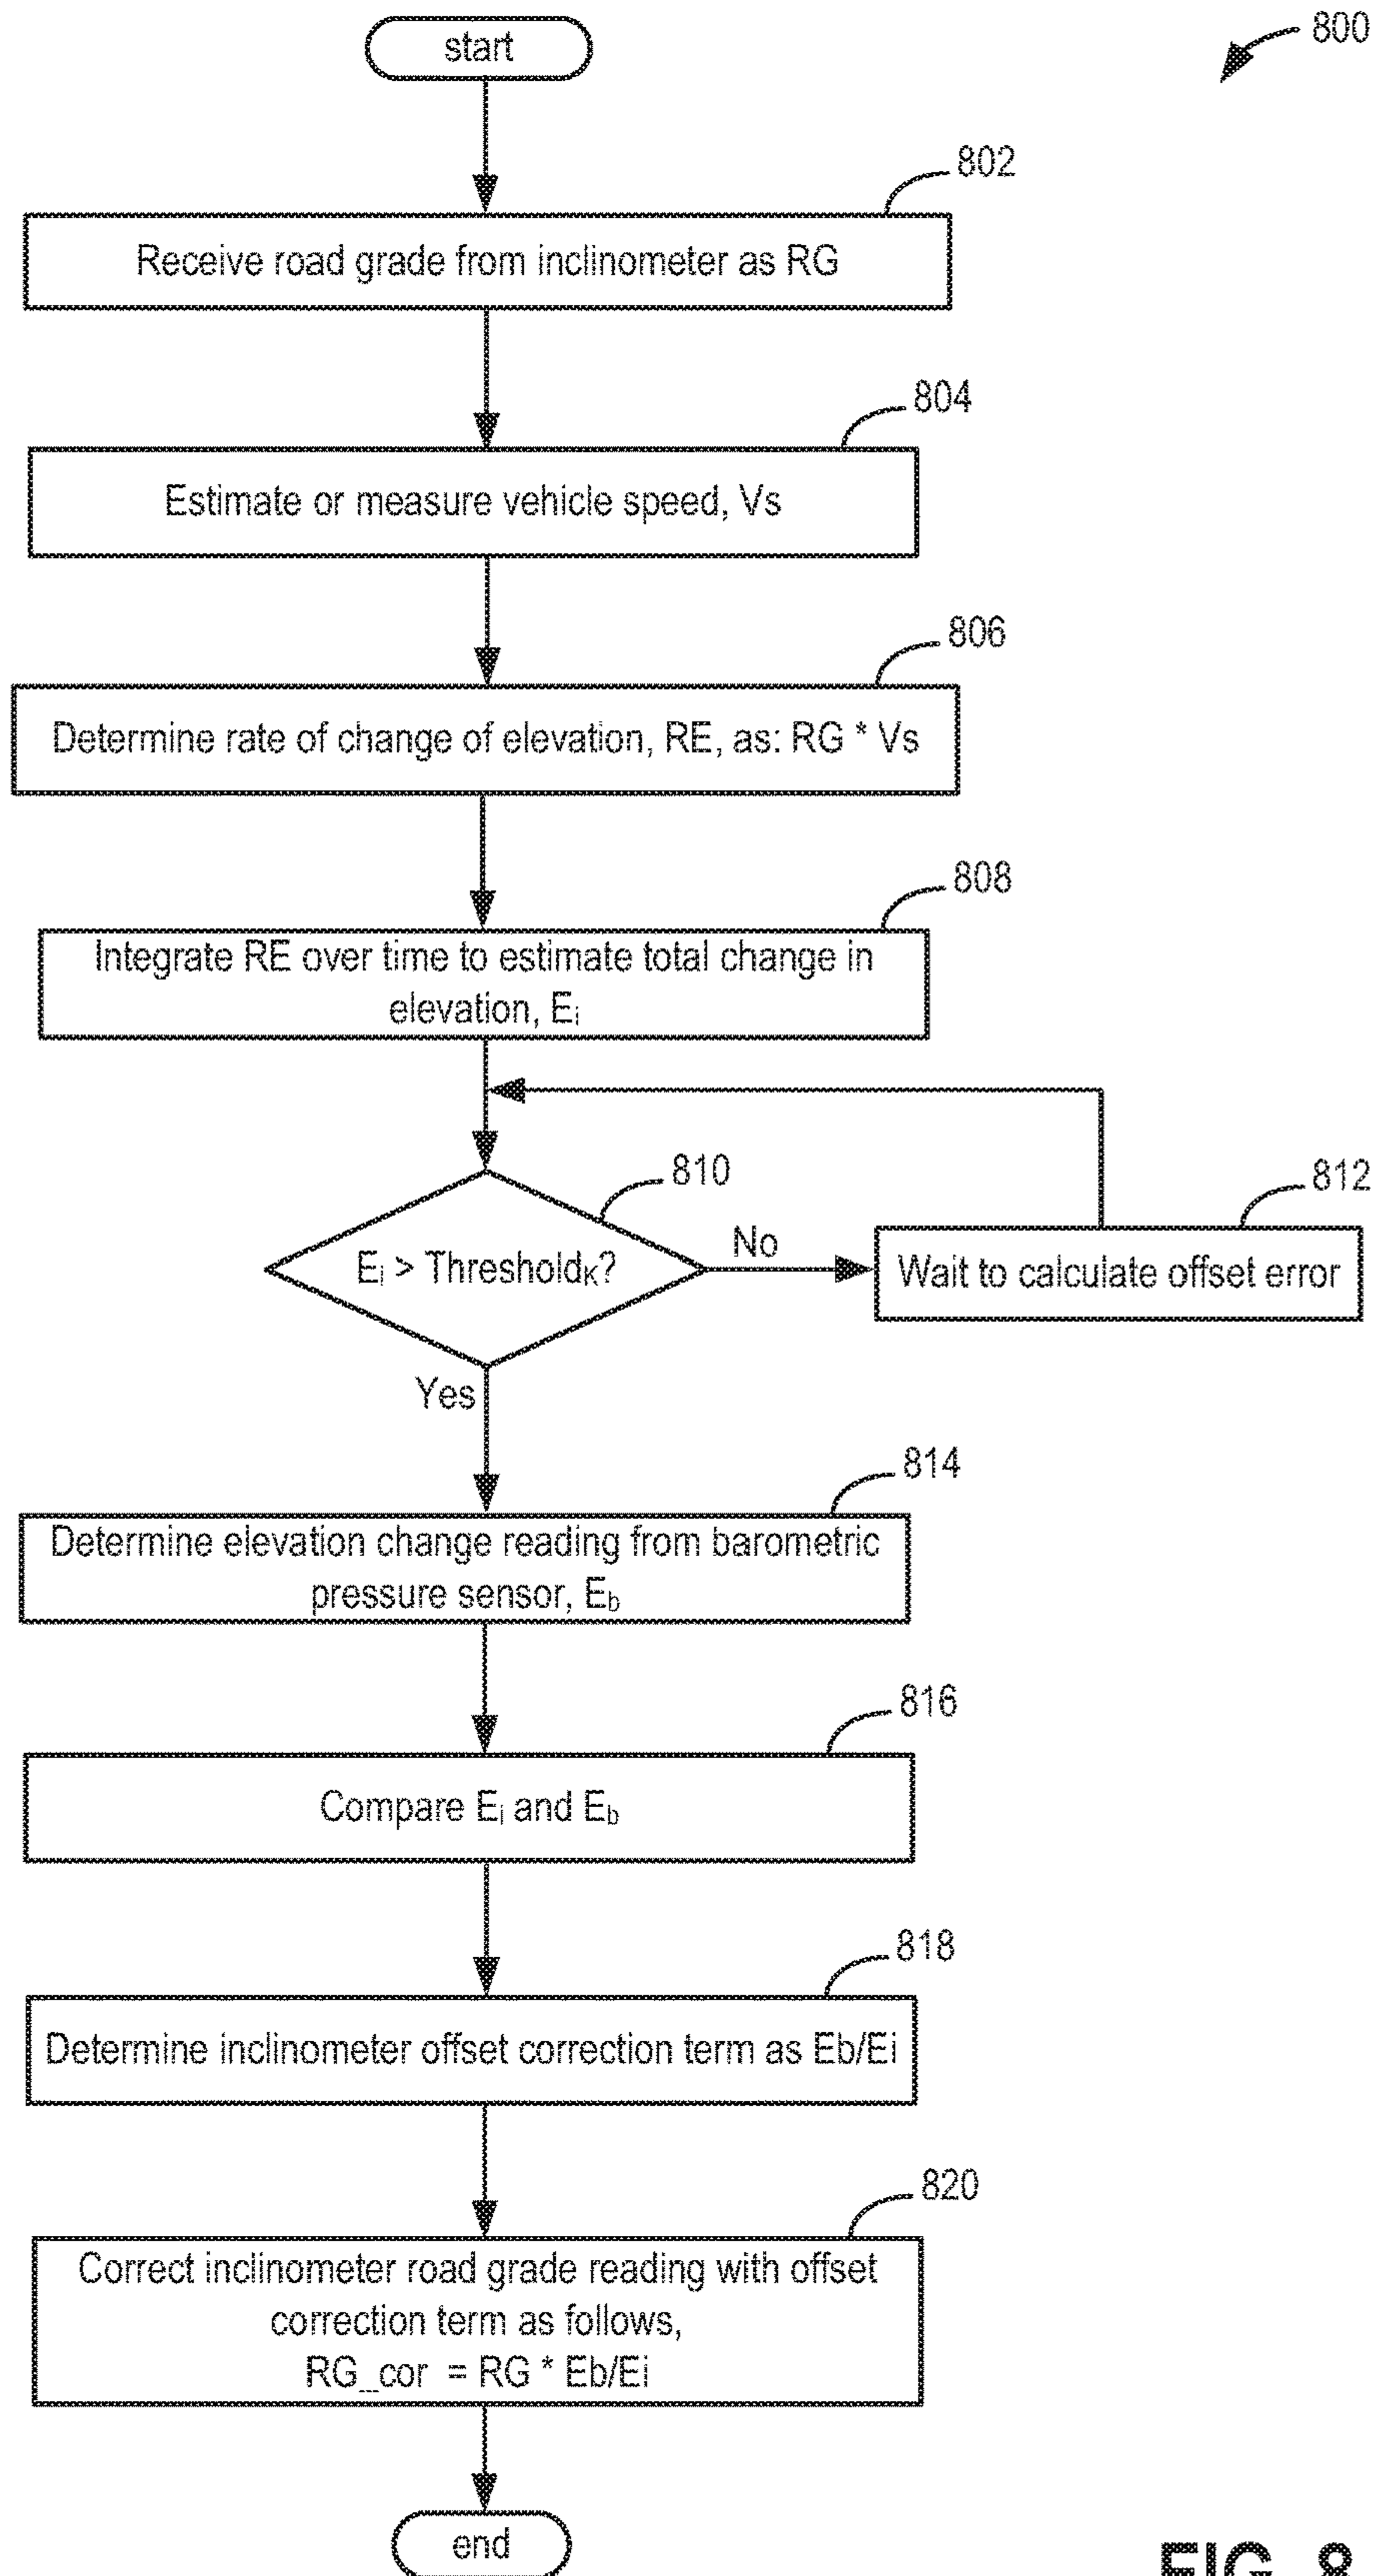 start
800
802
Receive road grade from inclinometer as RG
804
Estimate or measure vehicle speed, Vs
806
Determine rate of change of elevation, RE, as: RG * Vs
808
Integrate RE over time to estimate total change in
elevation, Ei
810
Ei > ThresholdK?
No
812
Wait to calculate offset error
Yes
814
Determine elevation change reading from barometric
pressure sensor, Eb
816
Compare Ei and Eb
818
Determine inclinometer offset correction term as Eb/Ei
820
Correct inclinometer road grade reading with offset
correction term as follows,
RG_cor = RG * Eb/Ei
end
FIG. 8